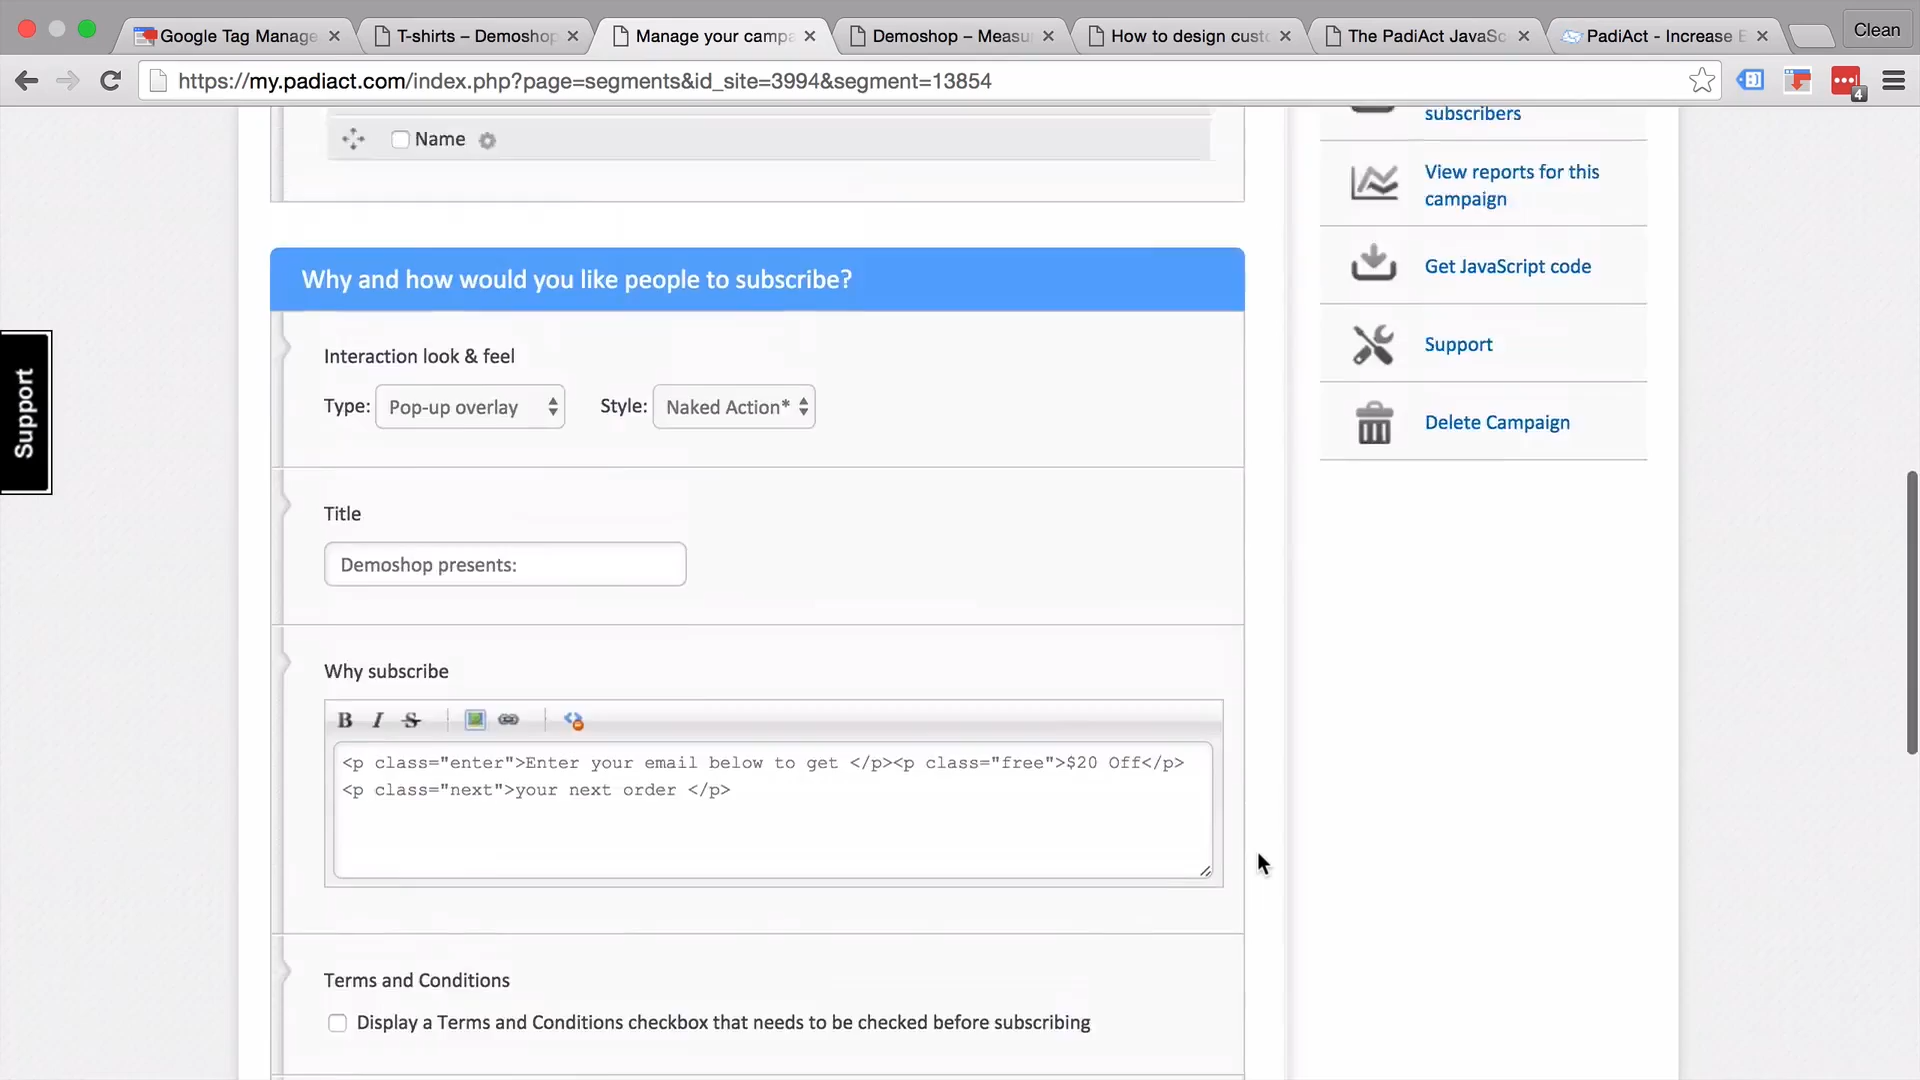 Google Tag Manage
T-shirts – Demoshop
Manage your campa
Demoshop – Measu
How to design cust
The PadiAct JavaSc
PadiAct - Increase E
Clean
https://my.padiact.com/index.php?page=segments&id_site=3994&segment=13854
4
subscribers
Name
View reports for this
campaign
Why and how would you like people to subscribe?
Get JavaScript code
Support
Support
Interaction look & feel
Type: Pop-up overlay Style: Naked Action*
Delete Campaign
Title
Demoshop presents:
Why subscribe
B I S
<p class="enter">Enter your email below to get </p><p class="free">$20 Off</p>
<p class="next">your next order </p>
Terms and Conditions
Display a Terms and Conditions checkbox that needs to be checked before subscribing